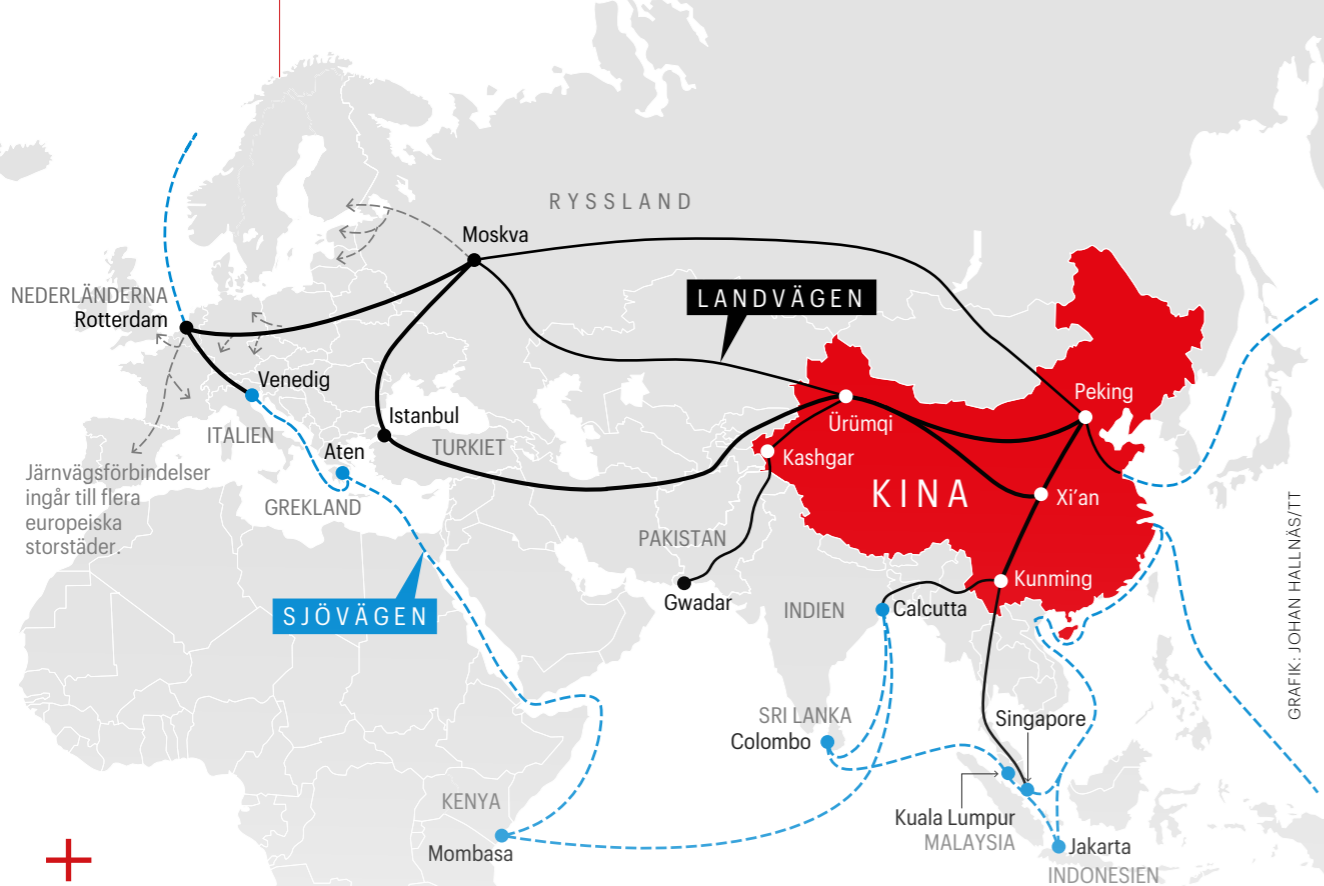 RYSSLAND
Moskva
NEDERLÄNDERNA
Rotterdam
LANDVÄGEN
Venedig
Peking
Istanbul
Ürümqi
ITALIEN
Aten
TURKIET
Kashgar
Järnvägsförbindelser
ingår till flera
europeiska
storstäder.
GREKLAND
KINA
Xi’an
PAKISTAN
Kunming
Gwadar
INDIEN
Calcutta
SJÖVÄGEN
GRAFIK: JOHAN HALLNÄS/TT
SRI LANKA
Colombo
Singapore
KENYA
Mombasa
Kuala Lumpur
MALAYSIA
Jakarta
INDONESIEN